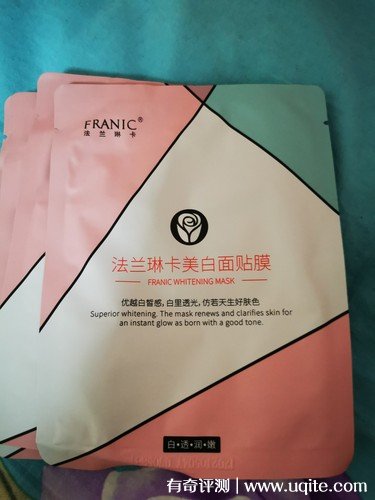 FRANIC®
法兰琳卡
法兰琳卡美白面贴膜
FRANIC WHITENING MASK
优越白皙感，白里透光，仿若天生好肤色
Superior whitening. The mask renews and clarifies skin for
an instant glow as born with a good tone.
白•透•润•嫩
有奇评测 | www.uqite.com